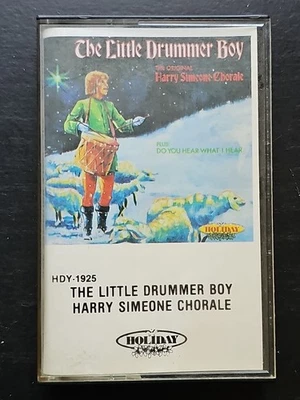 The Little Drummer Boy
THE ORIGINAL
Harry Simeone Chorale
PLUS
DO YOU HEAR WHAT I HEAR
HOLIDAY
HDY-1925
THE LITTLE DRUMMER BOY
HARRY SIMEONE CHORALE
HOLIDAY